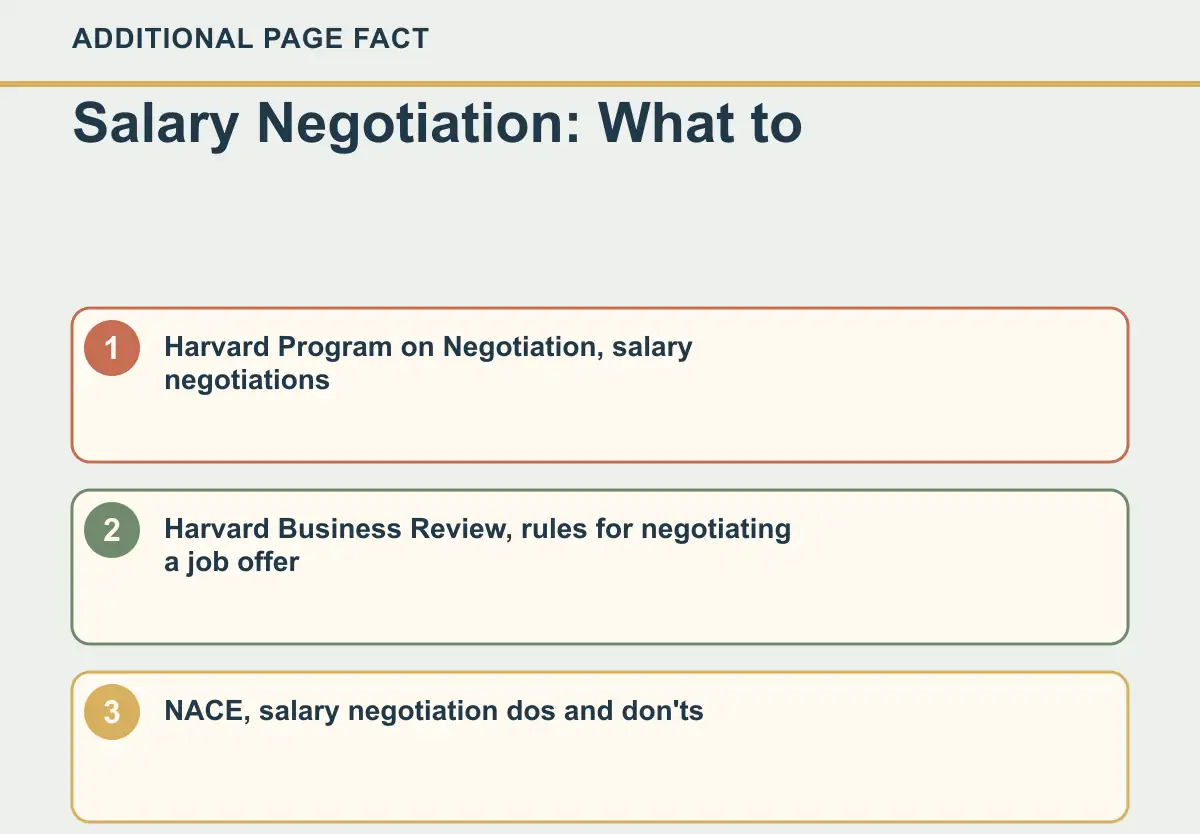 ADDITIONAL PAGE FACT
Salary Negotiation: What to
1
Harvard Program on Negotiation, salary
negotiations
2
Harvard Business Review, rules for negotiating
a job offer
3
NACE, salary negotiation dos and don'ts